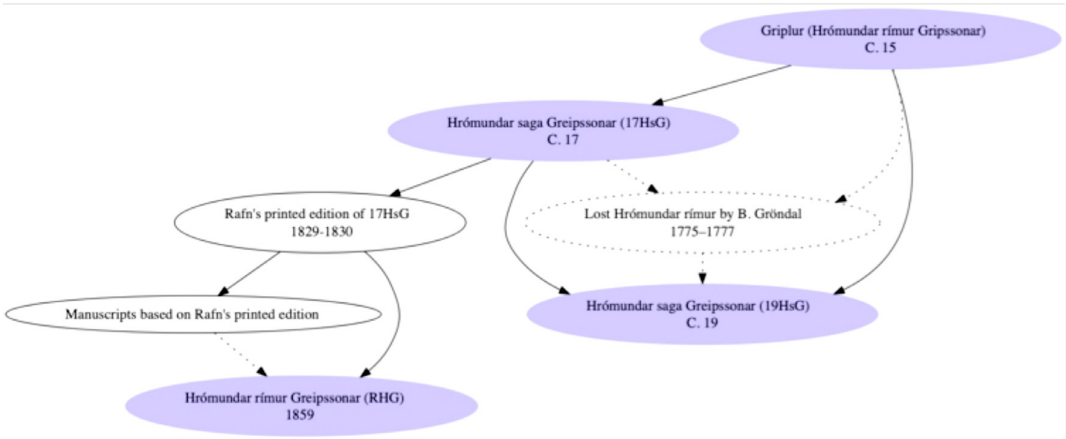 Griplur (Hrómundar rímur Gripssonar)
C. 15
Hrómundar saga Greipssonar (17HsG)
C. 17
Rafn's printed edition of 17HsG
1829-1830
Lost Hrómundar rímur by B. Gröndal
1775–1777
Manuscripts based on Rafn's printed edition
Hrómundar saga Greipssonar (19HsG)
C. 19
Hrómundar rímur Greipssonar (RHG)
1859